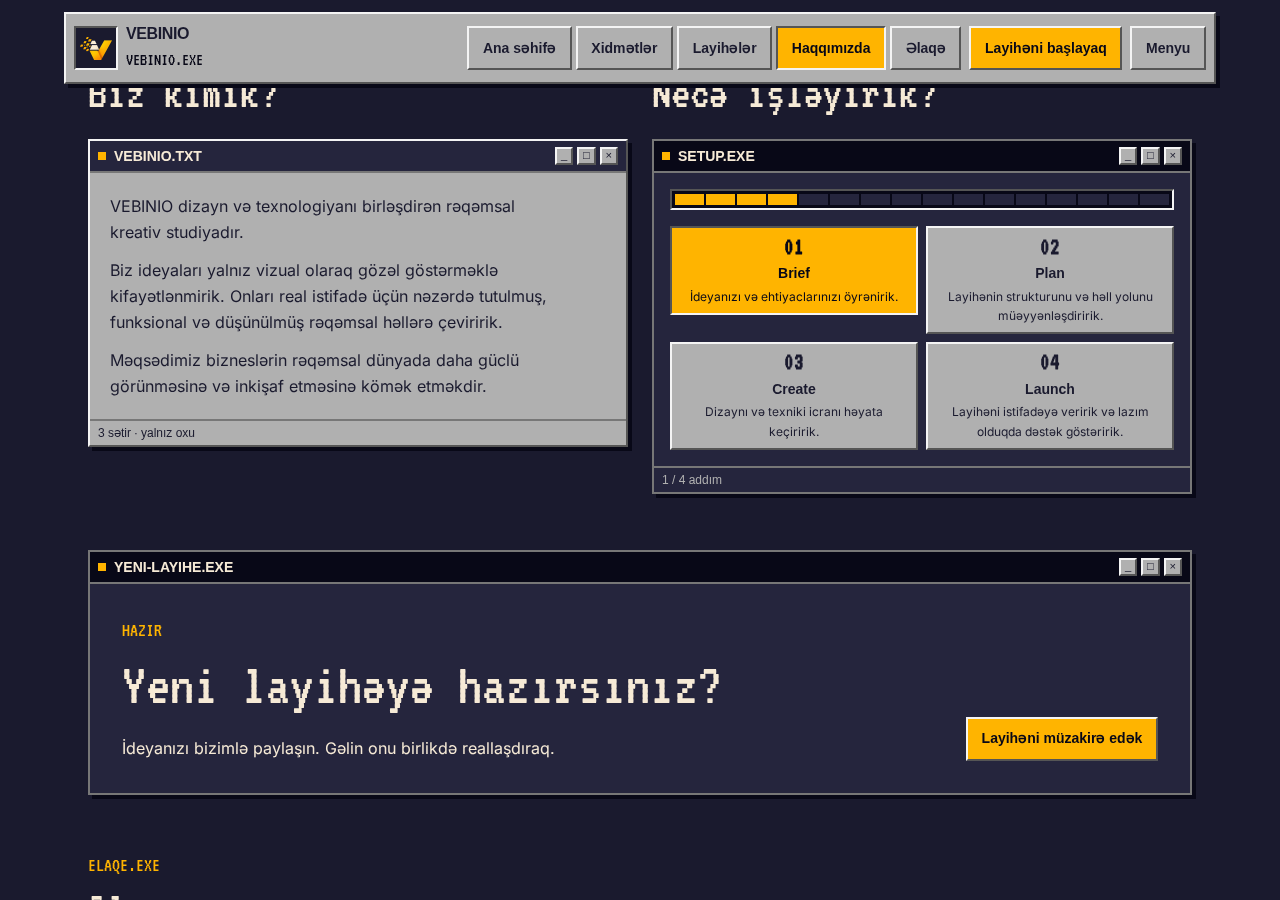 VEBINIO
VEBINIO.EXE
Ana səhifə
Xidmətlər
Layihələr
Haqqımızda
Əlaqə
Layihəni başlayaq
Menyu
Biz kimik?
Necə işləyirik?
VEBINIO.TXT
VEBINIO dizayn və texnologiyanı birləşdirən rəqəmsal
kreativ studiyadır.
Biz ideyaları yalnız vizual olaraq gözəl göstərməklə
kifayətlənmirik. Onları real istifadə üçün nəzərdə tutulmuş,
funksional və düşünülmüş rəqəmsal həllərə çeviririk.
Məqsədimiz bizneslərin rəqəmsal dünyada daha güclü
görünməsinə və inkişaf etməsinə kömək etməkdir.
3 sətir · yalnız oxu
SETUP.EXE
01
Brief
İdeyanızı və ehtiyaclarınızı öyrənirik.
02
Plan
Layihənin strukturunu və həll yolunu
müəyyənləşdiririk.
03
Create
Dizaynı və texniki icranı həyata
keçiririk.
04
Launch
Layihəni istifadəyə veririk və lazım
olduqda dəstək göstəririk.
1 / 4 addım
YENI-LAYIHE.EXE
HAZIR
Yeni layihəyə hazırsınız?
İdeyanızı bizimlə paylaşın. Gəlin onu birlikdə reallaşdıraq.
Layihəni müzakirə edək
ELAQE.EXE